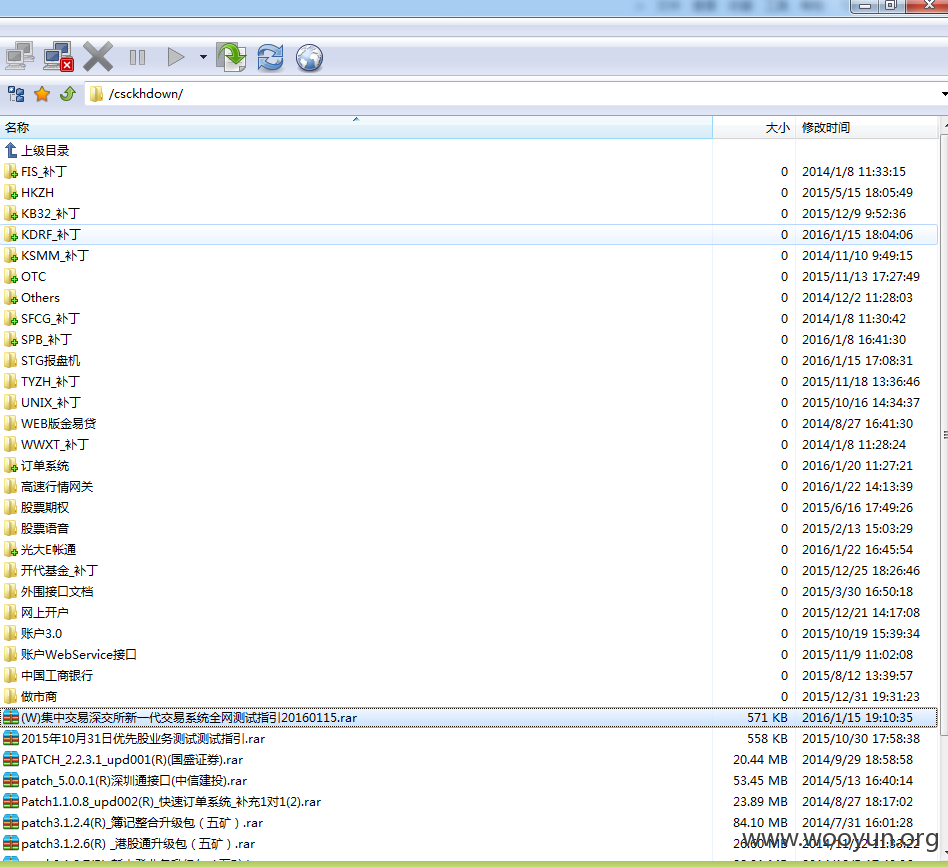 /csckhdown/
名称 大小 修改时间
上级目录
FIS_补丁 0 2014/1/8 11:33:15
HKZH 0 2015/5/15 18:05:49
KB32_补丁 0 2015/12/9 9:52:36
KDRF_补丁 0 2016/1/15 18:04:06
KSMM_补丁 0 2014/11/10 9:49:15
OTC 0 2015/11/13 17:27:49
Others 0 2014/12/2 11:28:03
SFCG_补丁 0 2014/1/8 11:30:42
SPB_补丁 0 2016/1/8 16:41:30
STG报盘机 0 2016/1/15 17:08:31
TYZH_补丁 0 2015/11/18 13:36:46
UNIX_补丁 0 2015/10/16 14:34:37
WEB版金易贷 0 2014/8/27 16:41:30
WWXT_补丁 0 2014/1/8 11:28:24
订单系统 0 2016/1/20 11:27:21
高速行情网关 0 2016/1/22 14:13:39
股票期权 0 2015/6/16 17:49:26
股票语音 0 2015/2/13 15:03:29
光大E帐通 0 2016/1/22 16:45:54
开代基金_补丁 0 2015/12/25 18:26:46
外围接口文档 0 2015/3/30 16:50:18
网上开户 0 2015/12/21 14:17:08
账户3.0 0 2015/10/19 15:39:34
账户WebService接口 0 2015/11/9 11:02:08
中国工商银行 0 2015/8/12 13:39:57
做市商 0 2015/12/31 19:31:23
(W)集中交易深交所新一代交易系统全网测试指引20160115.rar 571 KB 2016/1/15 19:10:35
2015年10月31日优先股业务测试测试指引.rar 558 KB 2015/10/30 17:58:38
PATCH_2.2.3.1_upd001(R)(国盛证券).rar 20.44 MB 2014/9/29 18:58:58
patch_5.0.0.1(R)深圳通接口(中信建投).rar 53.45 MB 2014/5/13 16:40:14
Patch1.1.0.8_upd002(R)_快速订单系统_补充1对1(2).rar 23.89 MB 2014/8/27 18:17:02
patch3.1.2.4(R)_簿记整合升级包（五矿）.rar 84.10 MB 2014/7/31 16:01:28
patch3.1.2.6(R) _港股通升级包（五矿）.rar 26.60 MB 2014/11/12 11:38:22
www.wooyun.org